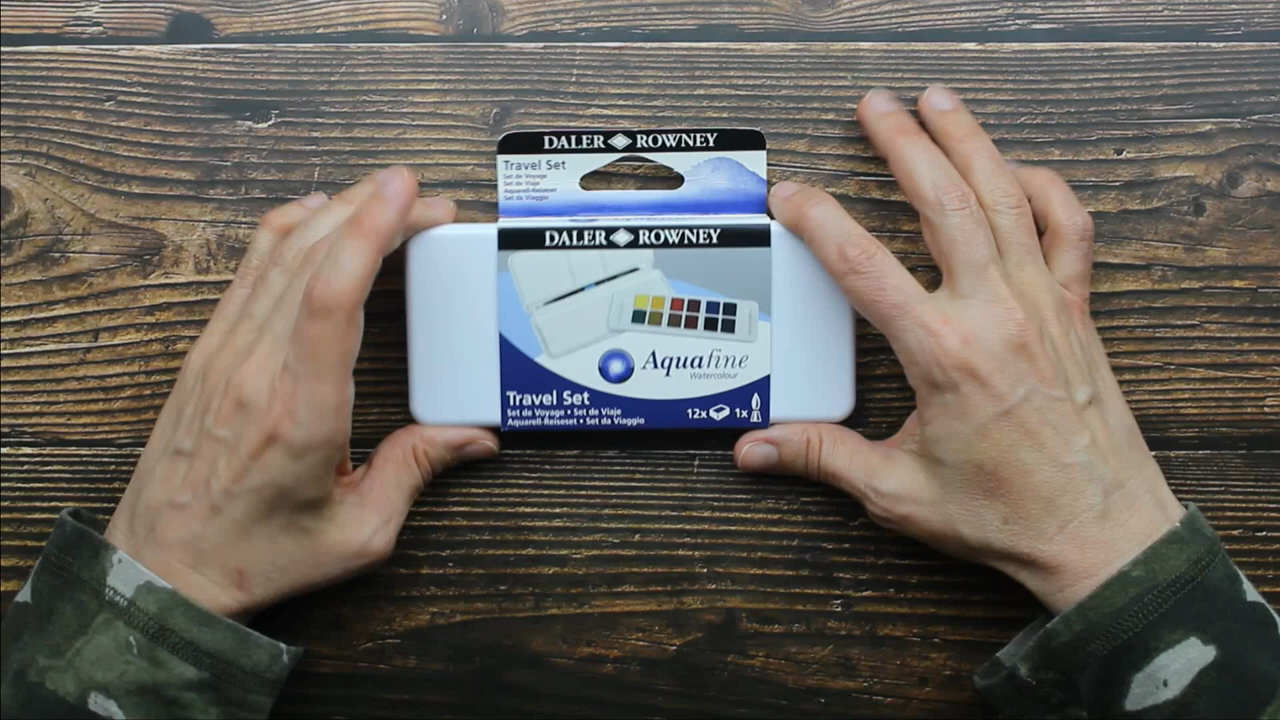 DALER ROWNEY
Travel Set
Set de Voyage
Set de Viaje
Aquarell-Reiseset
Set da Viaggio
DALER ROWNEY
Aquafine
Watercolour
Travel Set
Set de Voyage • Set de Viaje
Aquarell-Reiseset • Set da Viaggio
12x 1x